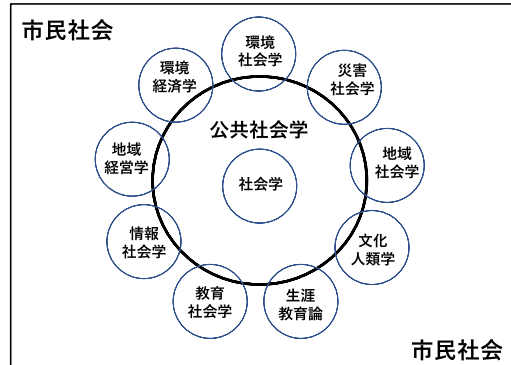 市民社会
環境
社会学
環境
経済学
災害
社会学
公共社会学
地域
経営学
地域
社会学
社会学
情報
社会学
文化
人類学
教育
社会学
生涯
教育論
市民社会